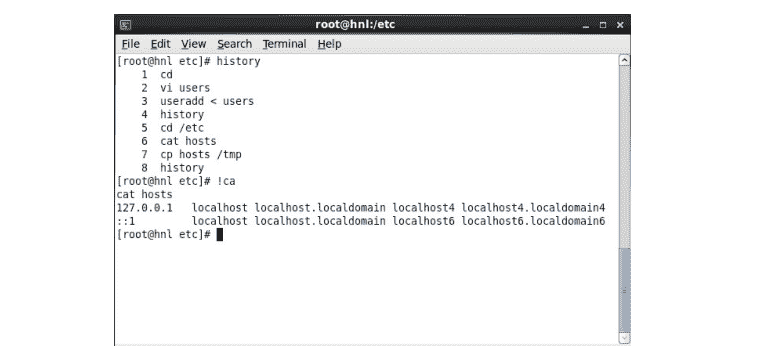 root@hnl:/etc
File Edit View Search Terminal Help
[root@hnl etc]# history
1 cd
2 vi users
3 useradd < users
4 history
5 cd /etc
6 cat hosts
7 cp hosts /tmp
8 history
[root@hnl etc]# !ca
cat hosts
127.0.0.1 localhost localhost.localdomain localhost4 localhost4.localdomain4
::1 localhost localhost.localdomain localhost6 localhost6.localdomain6
[root@hnl etc]#